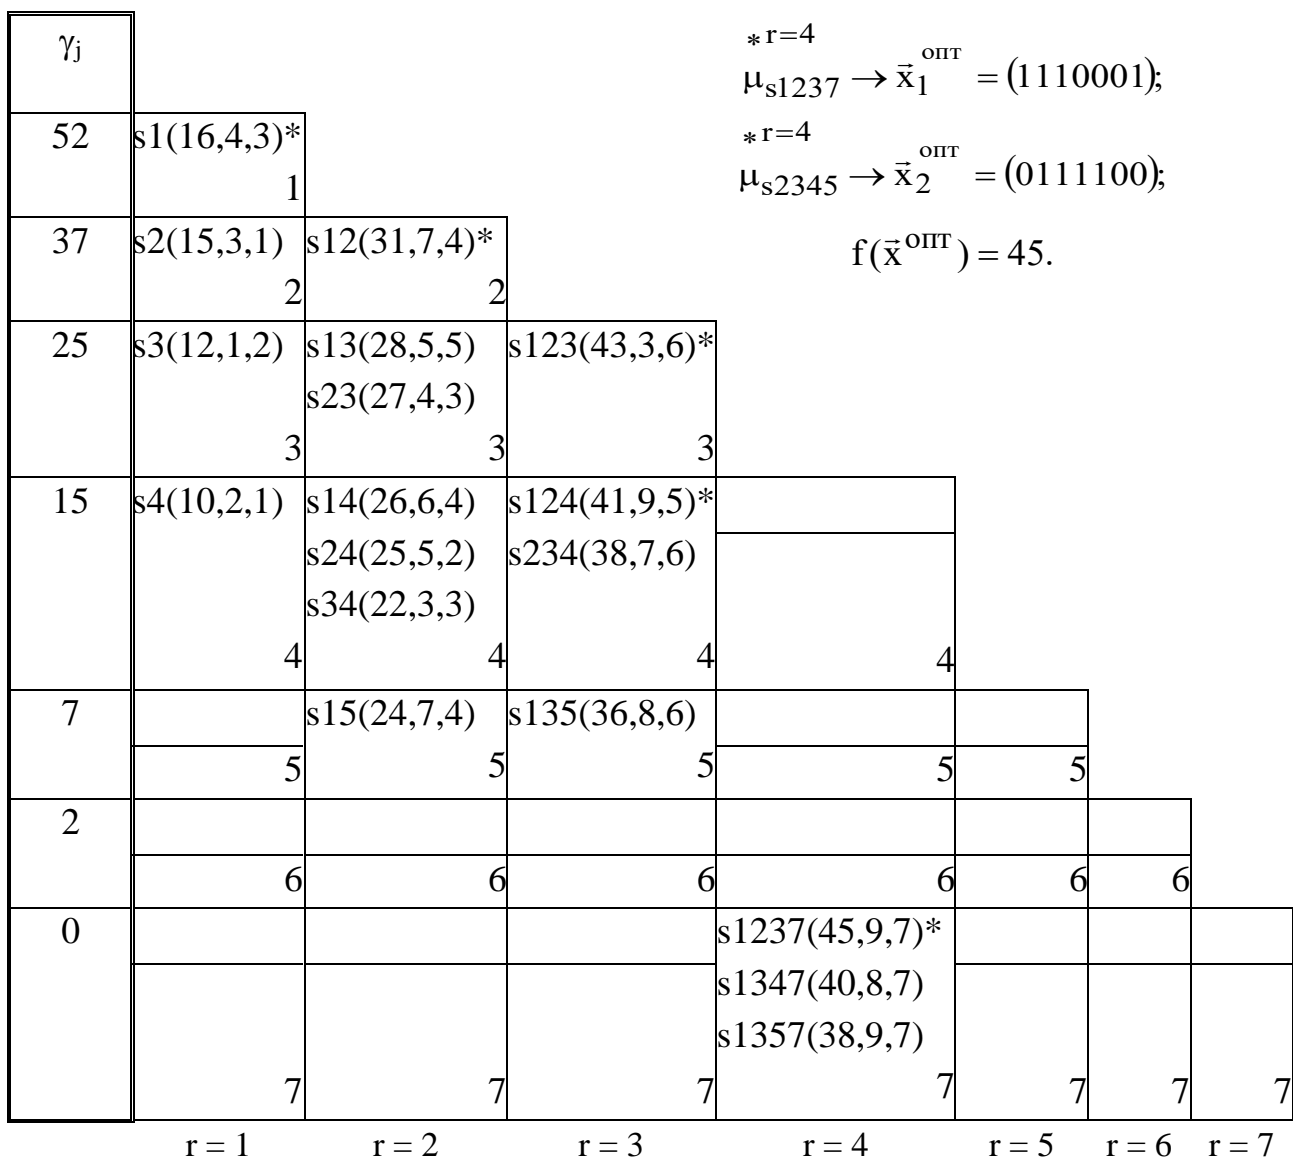 γj
*r=4
μs1237 → x⃗1опт = (1110001);
52 s1(16,4,3)*
1
*r=4
μs2345 → x⃗2опт = (0111100);
37 s2(15,3,1) s12(31,7,4)*
2 2
f(x⃗опт) = 45.
25 s3(12,1,2) s13(28,5,5) s123(43,3,6)*
s23(27,4,3)
3 3 3
15 s4(10,2,1) s14(26,6,4) s124(41,9,5)*
s24(25,5,2) s234(38,7,6)
s34(22,3,3)
4 4 4 4
7 s15(24,7,4) s135(36,8,6)
5 5 5 5 5
2
6 6 6 6 6 6
0 s1237(45,9,7)*
s1347(40,8,7)
s1357(38,9,7)
7 7 7 7 7 7 7
r = 1 r = 2 r = 3 r = 4 r = 5 r = 6 r = 7